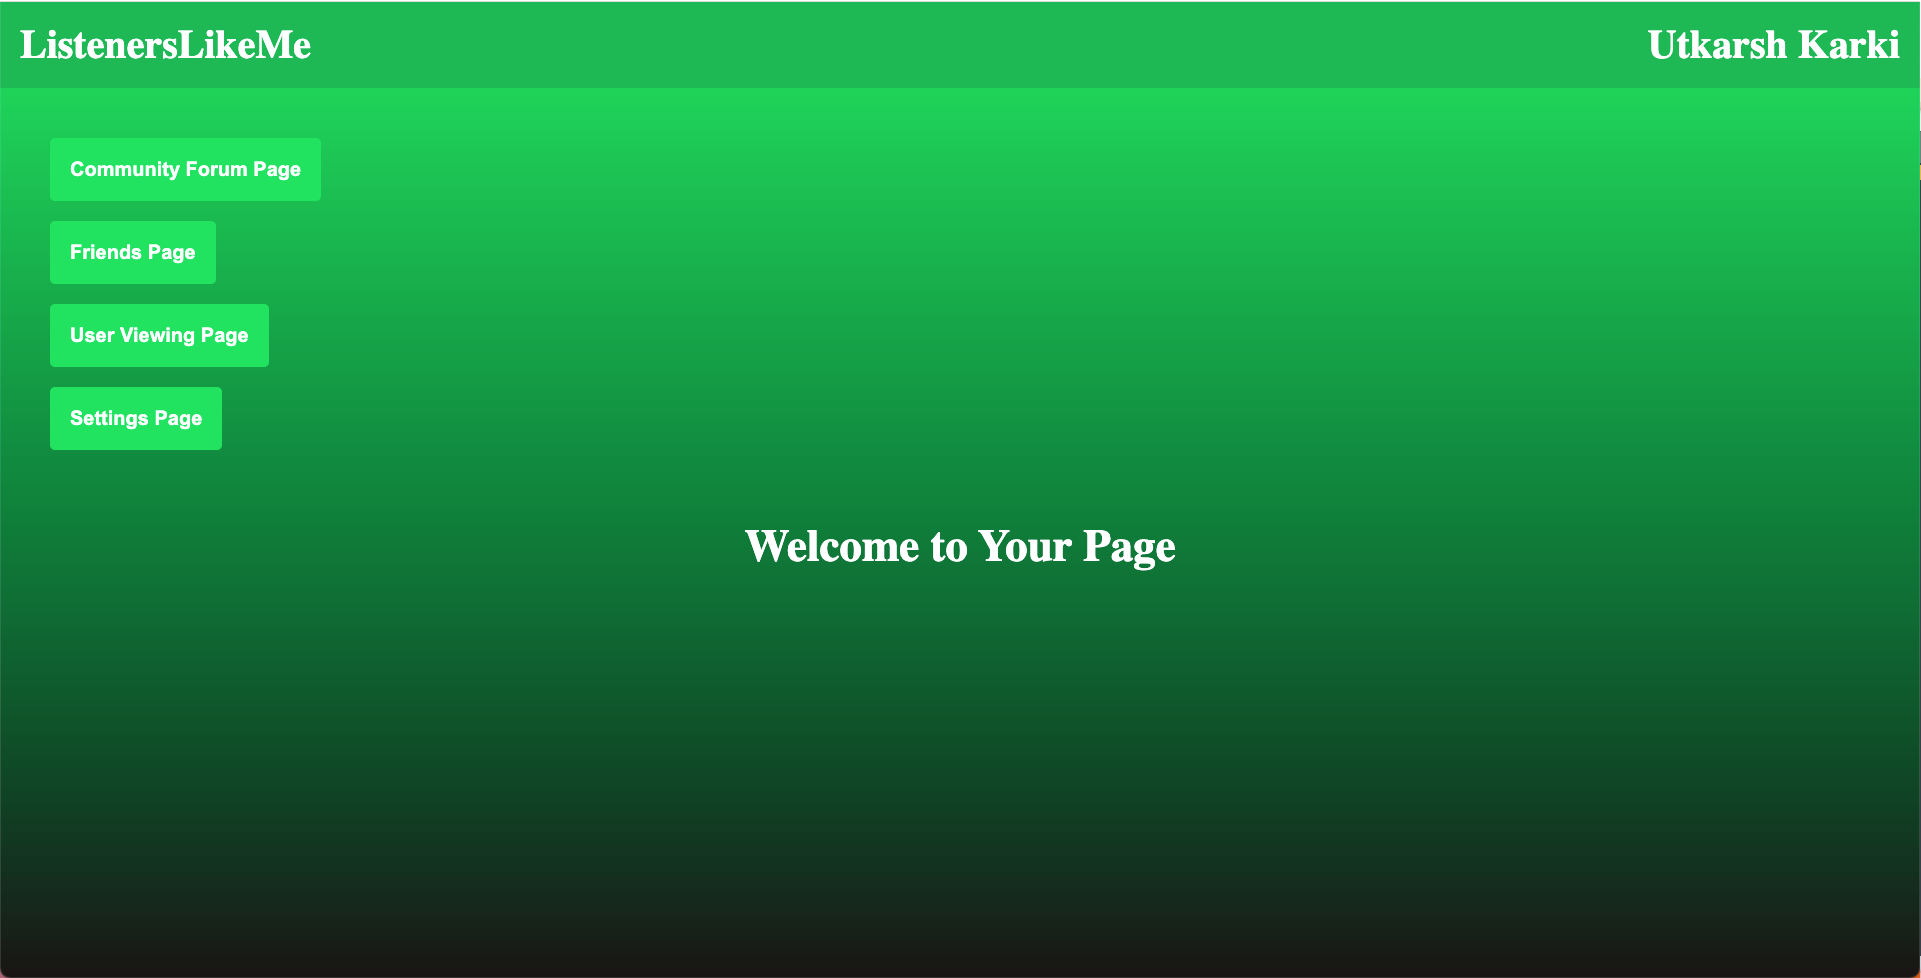 ListenersLikeMe
Utkarsh Karki
Community Forum Page
Friends Page
User Viewing Page
Settings Page
Welcome to Your Page